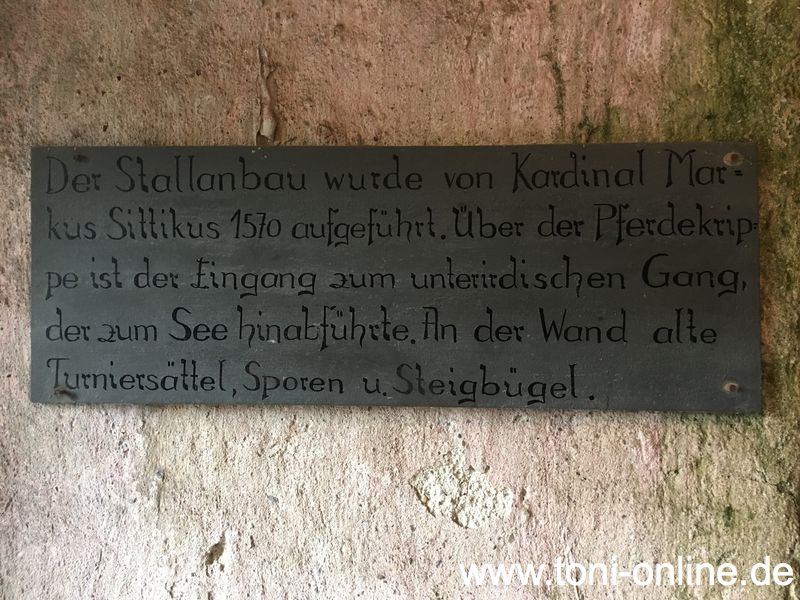 Der Stallanbau wurde von Kardinal Mar=
kus Sittikus 1570 aufgeführt. Über der Pferdekrip=
pe ist der Eingang zum unterirdischen Gang,
der zum See hinabführte. An der Wand alte
Turniersättel, Sporen u. Steigbügel.
www.toni-online.de